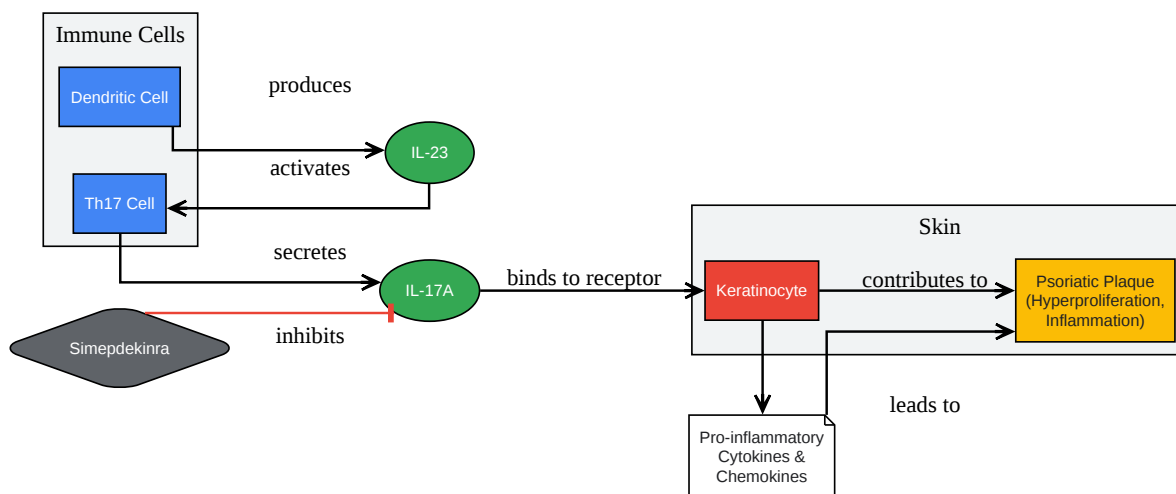 Immune Cells
Dendritic Cell
produces
IL-23
activates
Th17 Cell
secretes
IL-17A
inhibits
Simepdekinra
binds to receptor
Skin
Keratinocyte
contributes to
Psoriatic Plaque
(Hyperproliferation,
Inflammation)
leads to
Pro-inflammatory
Cytokines &
Chemokines